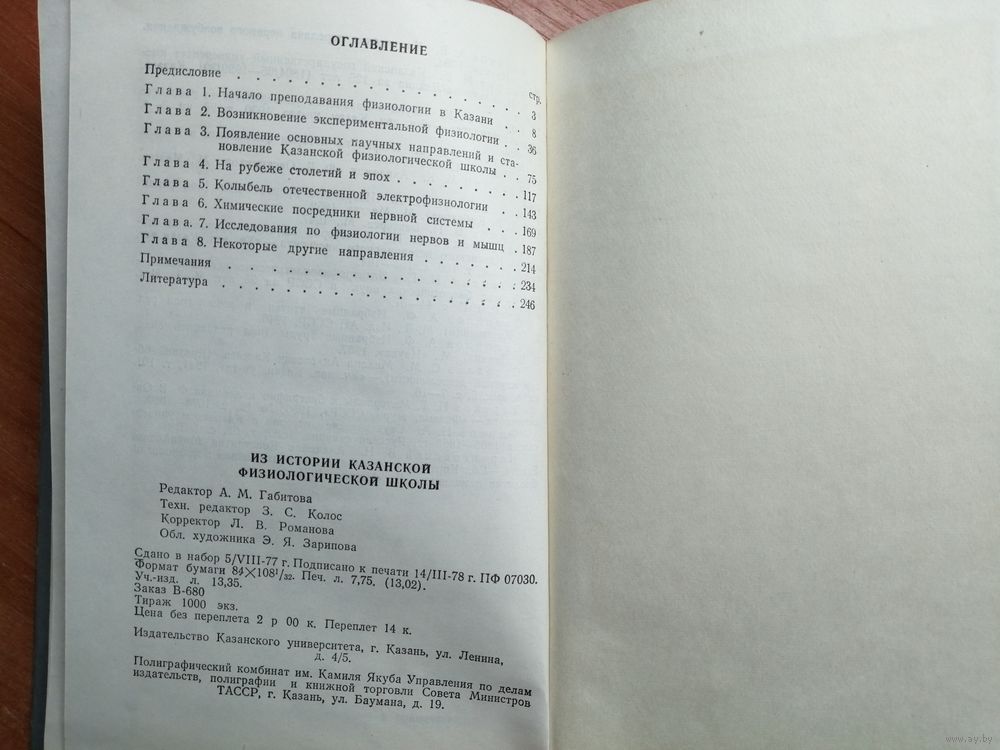 ОГЛАВЛЕНИЕ
стр.
Предисловие . . . . . . . . . . . . . . 3
Глава 1. Начало преподавания физиологии в Казани . . 8
Глава 2. Возникновение экспериментальной физиологии . . 36
Глава 3. Появление основных научных направлений и ста-
новление Казанской физиологической школы . . 75
Глава 4. На рубеже столетий и эпох . . . . . . . . 117
Глава 5. Колыбель отечественной электрофизиологии . . 143
Глава 6. Химические посредники нервной системы . . . 169
Глава. 7. Исследования по физиологии нервов и мышц . 187
Глава 8. Некоторые другие направления . . . . . . . 214
Примечания . . . . . . . . . . . . . . 234
Литература . . . . . . . . . . . . . . 246
ИЗ ИСТОРИИ КАЗАНСКОЙ
ФИЗИОЛОГИЧЕСКОЙ ШКОЛЫ
Редактор А. М. Габитова
Техн. редактор З. С. Колос
Корректор Л. В. Романова
Обл. художника Э. Я. Зарипова
Сдано в набор 5/VIII-77 г. Подписано к печати 14/III-78 г. ПФ 07030.
Формат бумаги 84×108¹/₃₂. Печ. л. 7,75. (13,02).
Уч.-изд. л. 13,35.
Заказ В-680
Тираж 1000 экз.
Цена без переплета 2 р 00 к. Переплет 14 к.
Издательство Казанского университета, г. Казань, ул. Ленина,
д. 4/5.
Полиграфический комбинат им. Камиля Якуба Управления по делам
издательств, полиграфии и книжной торговли Совета Министров
ТАССР, г. Казань, ул. Баумана, д. 19.
www.ay.by